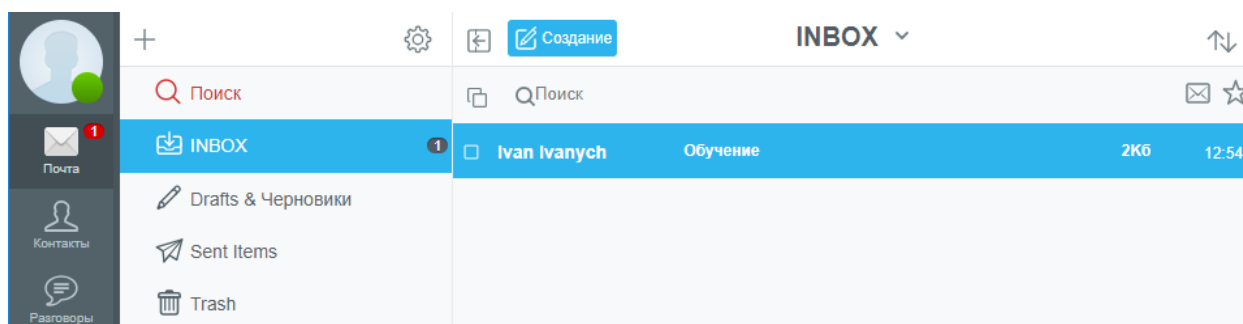 Создание
INBOX
Поиск
Поиск
1
Почта
INBOX
1
Ivan Ivanych
Обучение
2Кб
12:54
Drafts & Черновики
Контакты
Sent Items
Trash
Разговоры